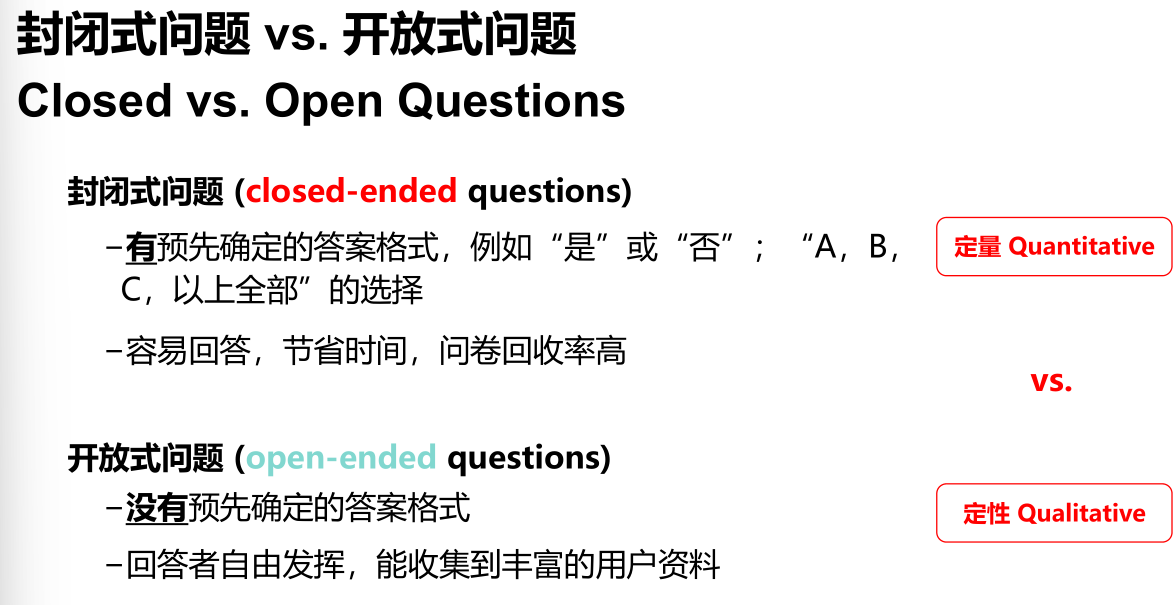 封闭式问题 vs. 开放式问题
Closed vs. Open Questions
封闭式问题 (closed-ended questions)
–有预先确定的答案格式，例如“是”或“否”；“A，B，
C，以上全部”的选择
定量 Quantitative
–容易回答，节省时间，问卷回收率高
vs.
开放式问题 (open-ended questions)
–没有预先确定的答案格式
定性 Qualitative
–回答者自由发挥，能收集到丰富的用户资料